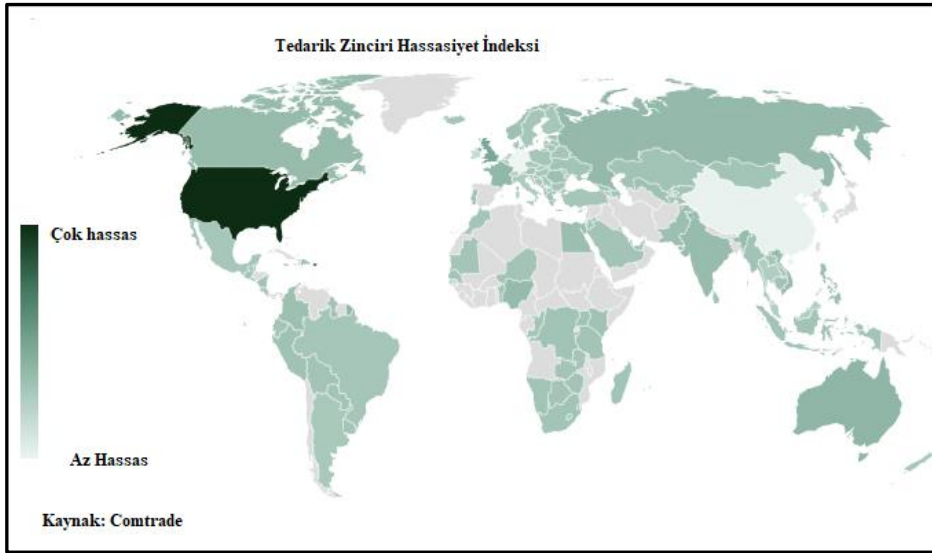 Tedarik Zinciri Hassasiyet İndeksi
Çok hassas
Az Hassas
Kaynak: Comtrade